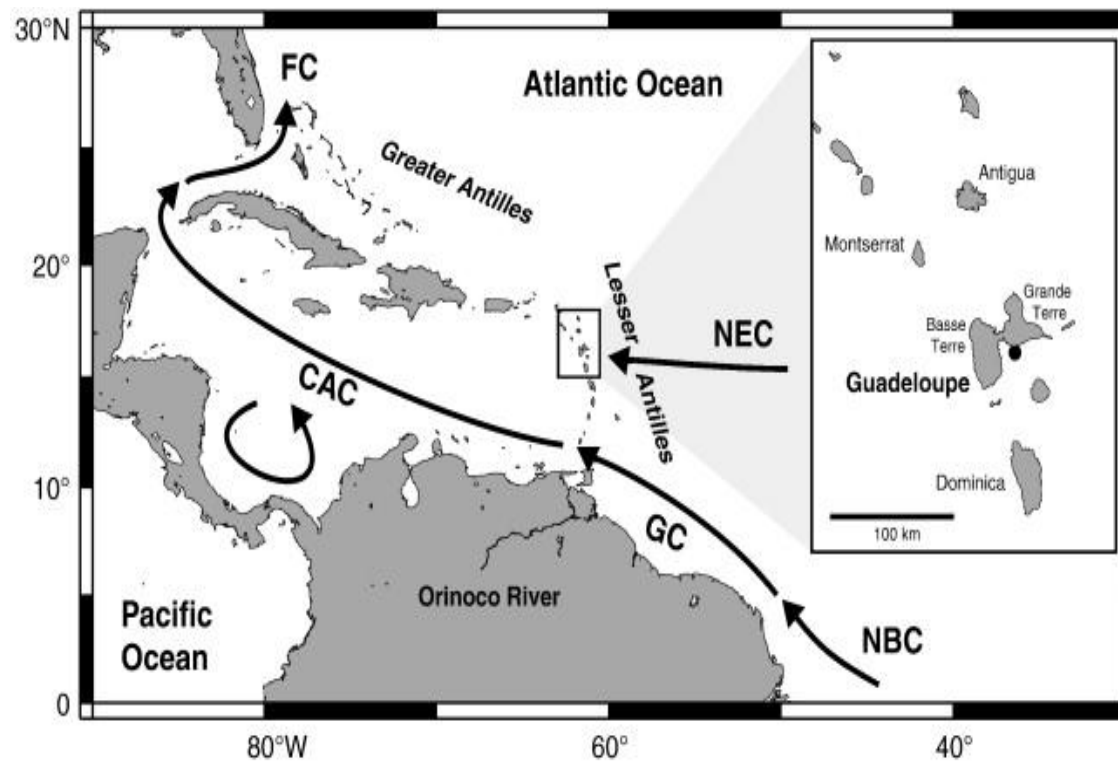 30°N
FC
Atlantic Ocean
Greater Antilles
Antigua
Montserrat
20°
Lesser
Antilles
NEC
Grande
Terre
Basse
Terre
Guadeloupe
CAC
Dominica
10°
GC
100 km
Orinoco River
Pacific
Ocean
NBC
0
80°W
60°
40°